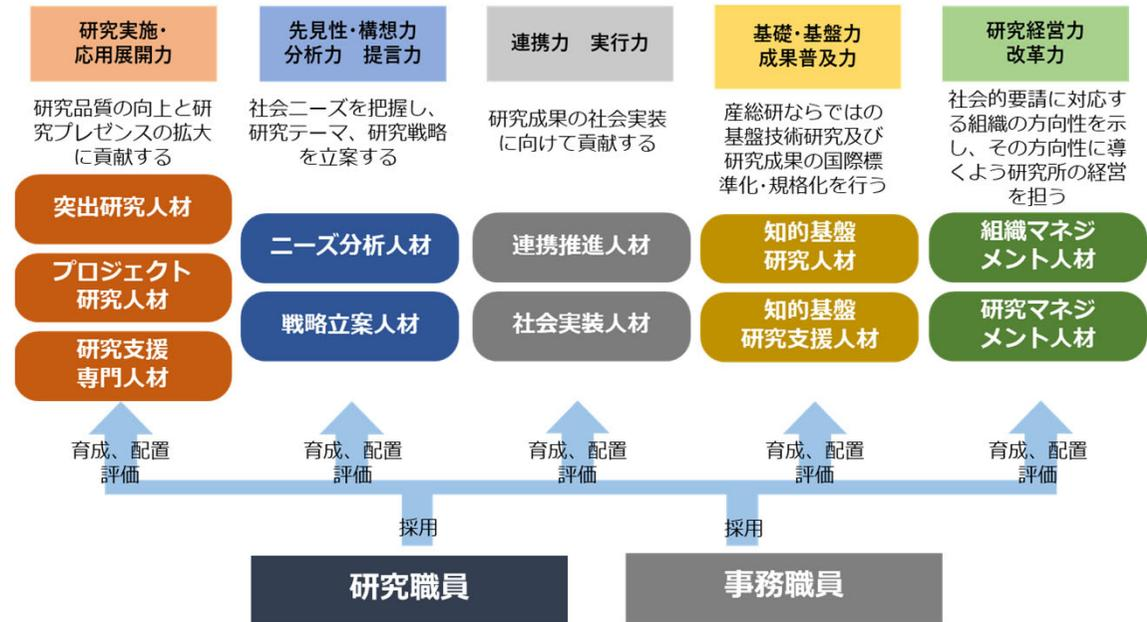 研究実施・
応用展開力
先見性・構想力
分析力 提言力
連携力 実行力
基礎・基盤力
成果普及力
研究経営力
改革力
研究品質の向上と研
究プレゼンスの拡大
に貢献する
社会ニーズを把握し、
研究テーマ、研究戦略
を立案する
研究成果の社会実装
に向けて貢献する
産総研ならではの
基盤技術研究及び
研究成果の国際標
準化・規格化を行う
社会的要請に対応す
る組織の方向性を示
し、その方向性に導
くよう研究所の経営
を担う
突出研究人材
プロジェクト
研究人材
研究支援
専門人材
ニーズ分析人材
戦略立案人材
連携推進人材
社会実装人材
知的基盤
研究人材
知的基盤
研究支援人材
組織マネジ
メント人材
研究マネジ
メント人材
育成、配置
評価
育成、配置
評価
育成、配置
評価
育成、配置
評価
育成、配置
評価
採用
採用
研究職員
事務職員